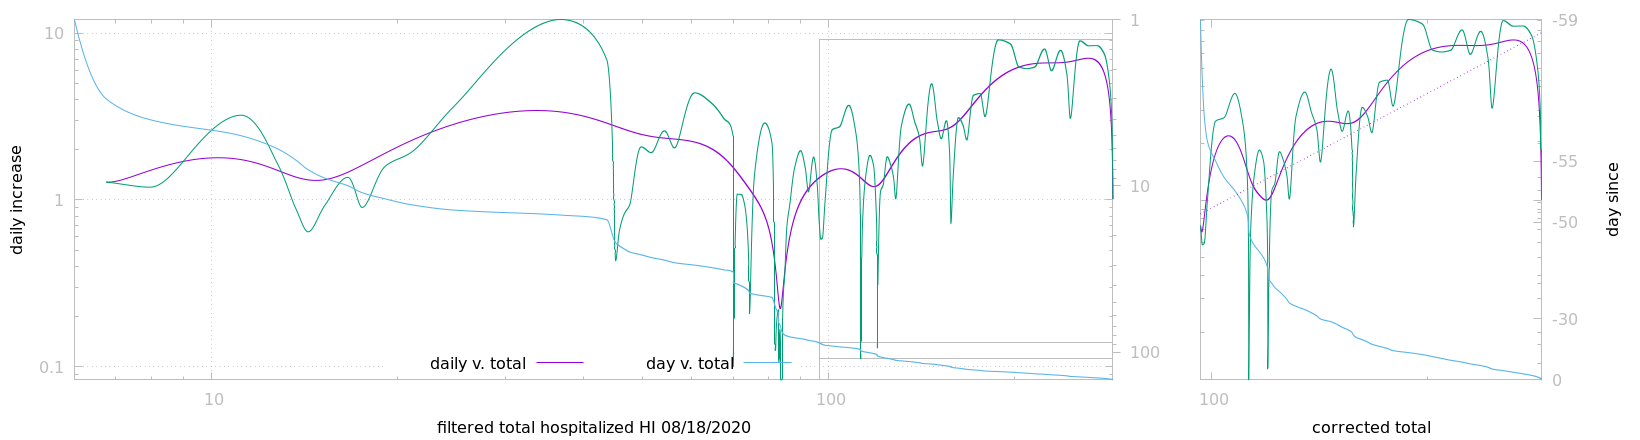 10
1
0.1
daily increase
daily v. total
day v. total
10
100
filtered total hospitalized HI 08/18/2020
1
10
100
100
corrected total
-59
-55
-50
-30
0
day since